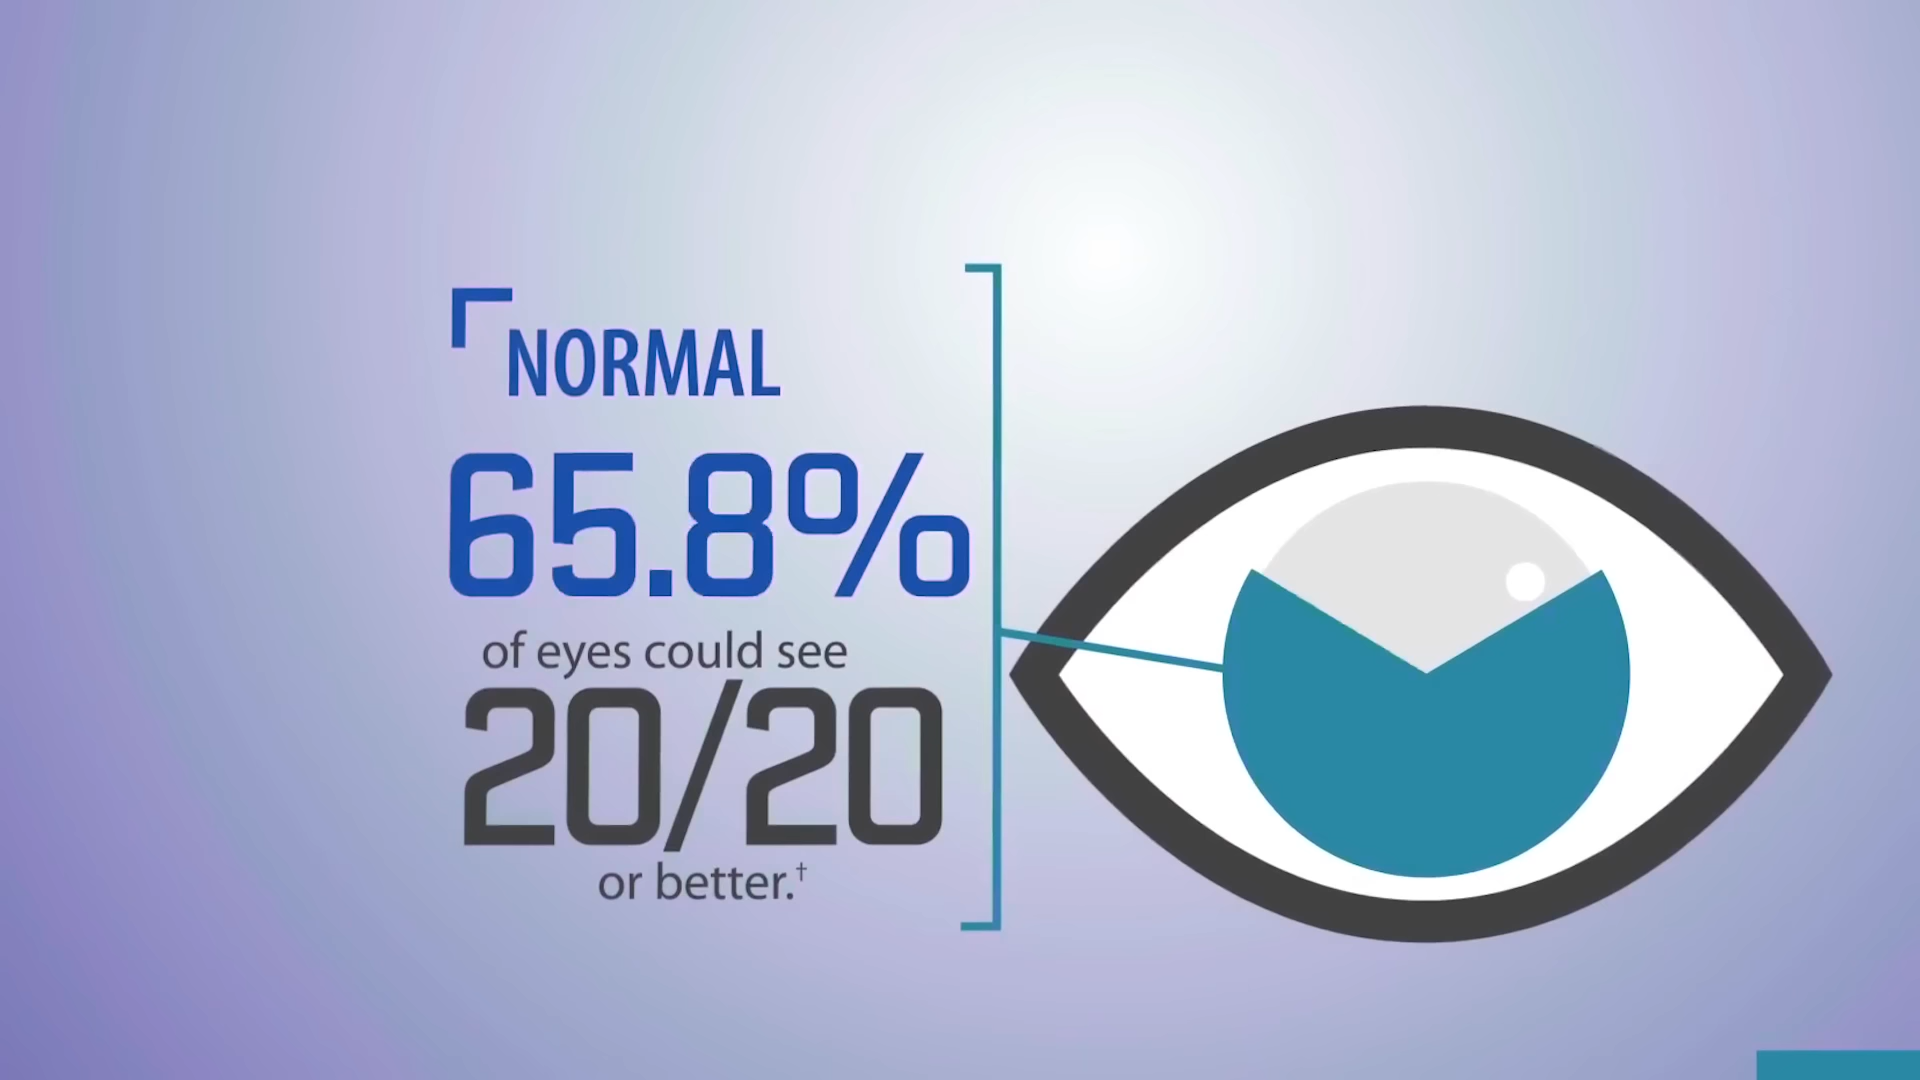 NORMAL
65.8%
of eyes could see
20/20
or better.†